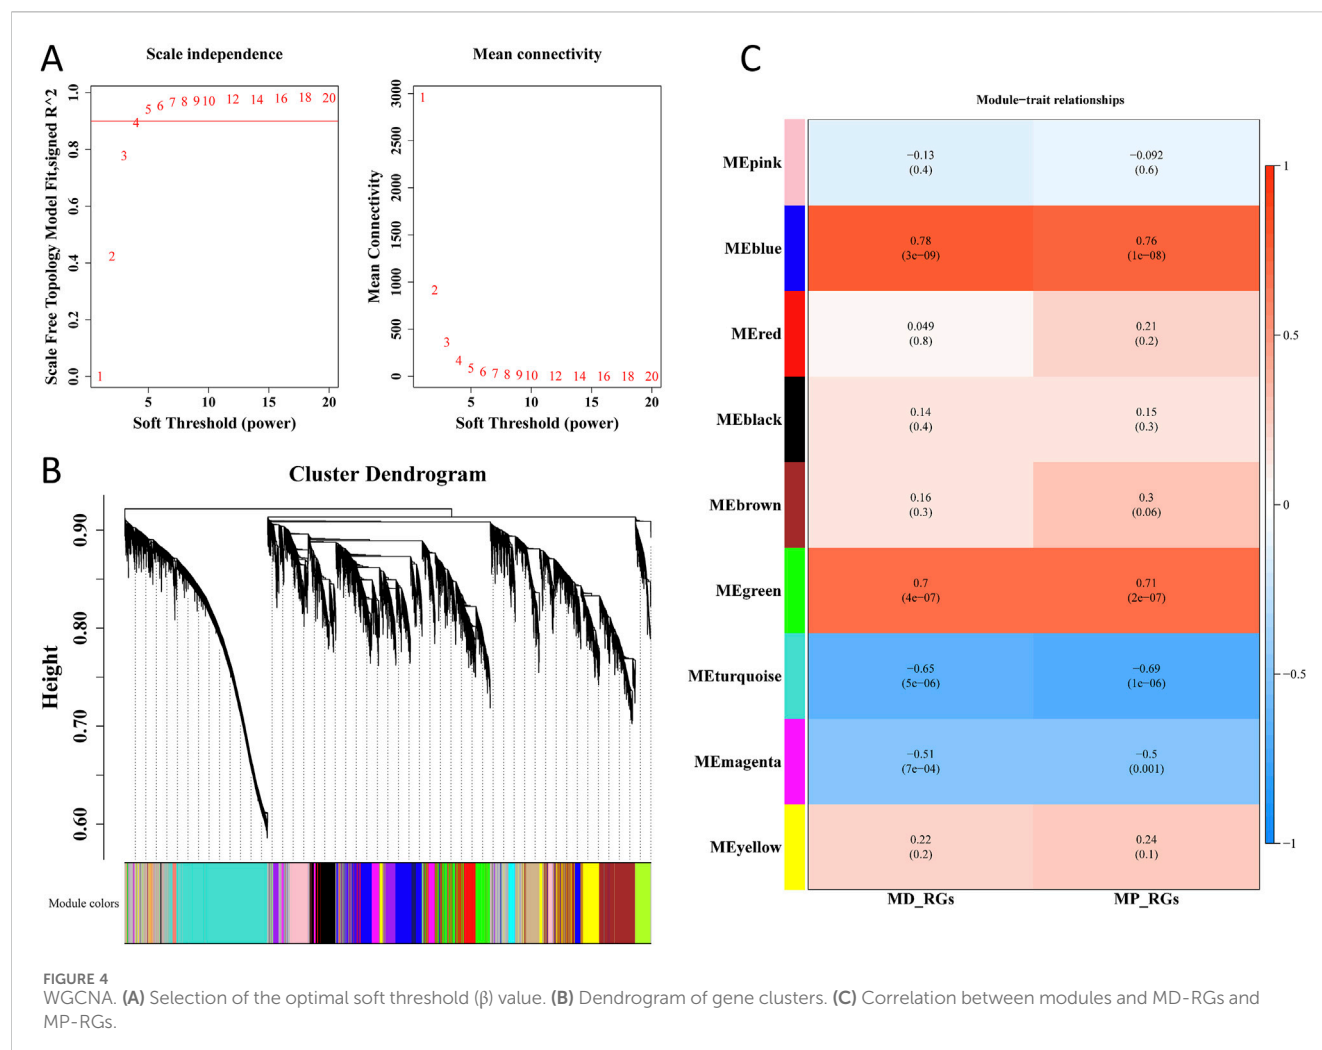 A
Scale independence
Scale Free Topology Model Fit,signed R^2
1.0
0.8
0.6
0.4
0.2
0.0
1
2
3
4
5 6 7 8 9 10 12 14 16 18 20
5 10 15 20
Soft Threshold (power)
Mean connectivity
Mean Connectivity
3000
2500
2000
1500
1000
500
0
1
2
3
4
5 6 7 8 9 10 12 14 16 18 20
5 10 15 20
Soft Threshold (power)
B
Cluster Dendrogram
Height
0.90
0.80
0.70
0.60
Module colors
C
Module−trait relationships
MEpink
−0.13
(0.4)
−0.092
(0.6)
MEblue
0.78
(3e−09)
0.76
(1e−08)
MEred
0.049
(0.8)
0.21
(0.2)
MEblack
0.14
(0.4)
0.15
(0.3)
MEbrown
0.16
(0.3)
0.3
(0.06)
MEgreen
0.7
(4e−07)
0.71
(2e−07)
MEturquoise
−0.65
(5e−06)
−0.69
(1e−06)
MEmagenta
−0.51
(7e−04)
−0.5
(0.001)
MEyellow
0.22
(0.2)
0.24
(0.1)
MD_RGs
MP_RGs
1
0.5
0
−0.5
−1
FIGURE 4
WGCNA. (A) Selection of the optimal soft threshold (β) value. (B) Dendrogram of gene clusters. (C) Correlation between modules and MD-RGs and
MP-RGs.